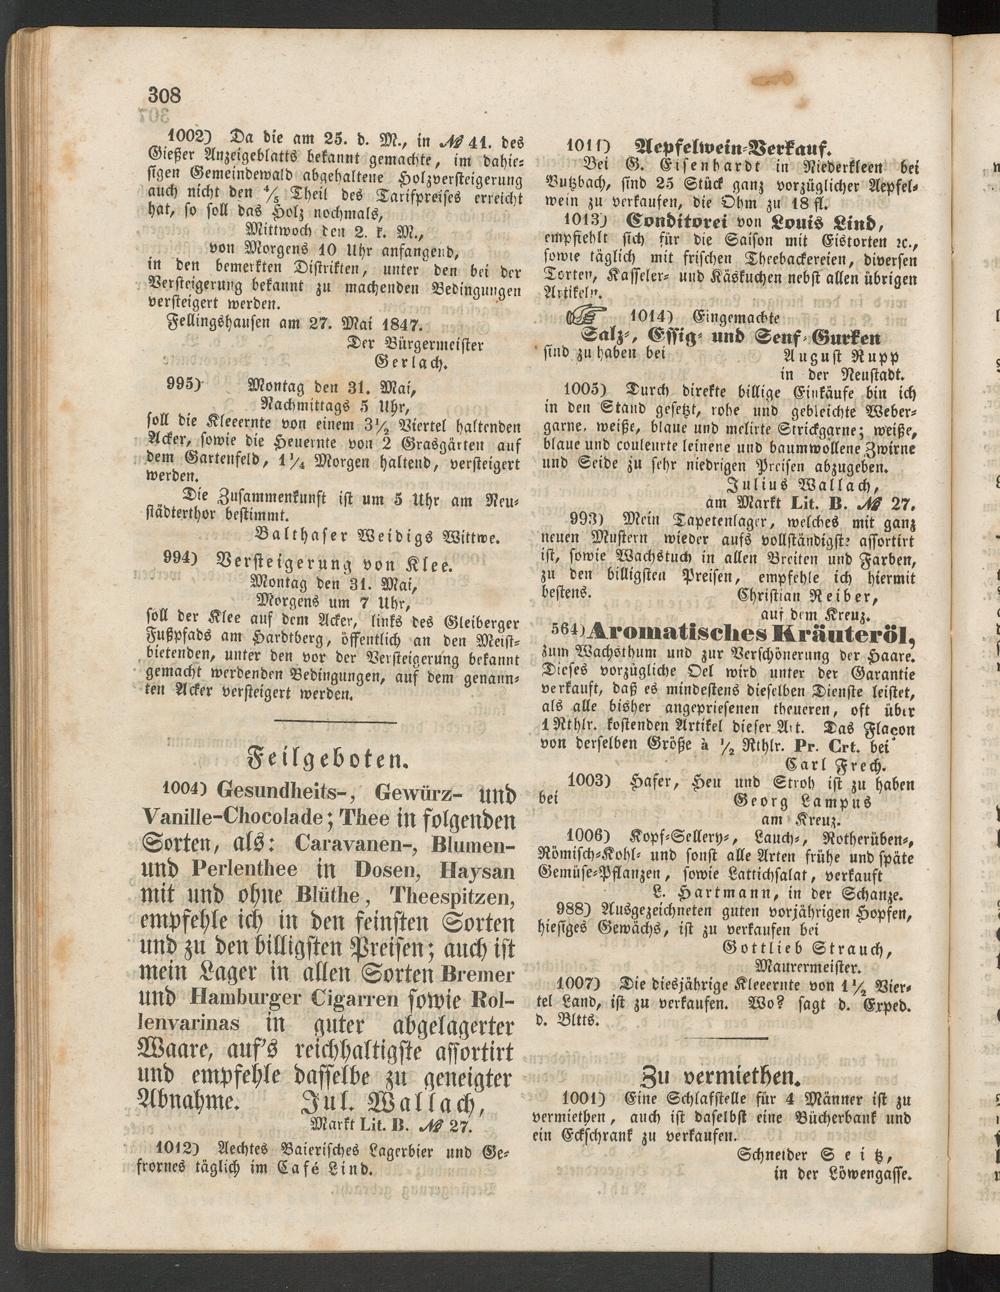 308
1002) Da die am 25. d. M., in № 41. des
Gießer Anzeigeblatts bekannt gemachte, im dahie-
sigen Gemeindewald abgehaltene Holzversteigerung
auch nicht den ⁴/₅ Theil des Tarifpreises erreicht
hat, so soll das Holz nochmals,
Mittwoch den 2. k. M.,
von Morgens 10 Uhr anfangend,
in den bemerkten Distrikten, unter den bei der
Versteigerung bekannt zu machenden Bedingungen
versteigert werden.
Fellingshausen am 27. Mai 1847.
Der Bürgermeister
Gerlach.
995) Montag den 31. Mai,
Nachmittags 5 Uhr,
soll die Kleeernte von einem 3½ Viertel haltenden
Acker, sowie die Heuernte von 2 Grasgärten auf
dem Gartenfeld, 1¼ Morgen haltend, versteigert
werden.
Die Zusammenkunft ist um 5 Uhr am Neu-
städterthor bestimmt.
Balthaser Weidigs Wittwe.
994) Versteigerung von Klee.
Montag den 31. Mai,
Morgens um 7 Uhr,
soll der Klee auf dem Acker, links des Gleiberger
Fußpfads am Hardtberg, öffentlich an den Meist-
bietenden, unter den vor der Versteigerung bekannt
gemacht werdenden Bedingungen, auf dem genann-
ten Acker versteigert werden.
Feilgeboten.
1004) Gesundheits-, Gewürz- und
Vanille-Chocolade; Thee in folgenden
Sorten, als: Caravanen-, Blumen-
und Perlenthee in Dosen, Haysan
mit und ohne Blüthe, Theespitzen,
empfehle ich in den feinsten Sorten
und zu den billigsten Preisen; auch ist
mein Lager in allen Sorten Bremer
und Hamburger Cigarren sowie Rol-
lenvarinas in guter abgelagerter
Waare, auf's reichhaltigste assortirt
und empfehle dasselbe zu geneigter
Abnahme. Jul. Wallach,
Markt Lit. B. № 27.
1012) Aechtes Baierisches Lagerbier und Ge-
frornes täglich im Café Lind.
1011) Aepfelwein-Verkauf.
Bei G. Eisenhardt in Niederkleen bei
Butzbach, sind 25 Stück ganz vorzüglicher Aepfel-
wein zu verkaufen, die Ohm zu 18 fl.
1013) Conditorei von Louis Lind,
empfiehlt sich für die Saison mit Eistorten ꝛc.,
sowie täglich mit frischen Theebackereien, diversen
Torten, Kasseler- und Käskuchen nebst allen übrigen
Artikeln.
☞ 1014) Eingemachte
Salz-, Essig- und Senf-Gurken
sind zu haben bei August Rupp
in der Neustadt.
1005) Durch direkte billige Einkäufe bin ich
in den Stand gesetzt, rohe und gebleichte Weber-
garne, weiße, blaue und melirte Strickgarne; weiße,
blaue und couleurte leinene und baumwollene Zwirne
und Seide zu sehr niedrigen Preisen abzugeben.
Julius Wallach,
am Markt Lit. B. № 27.
993) Mein Tapetenlager, welches mit ganz
neuen Mustern wieder aufs vollständigste assortirt
ist, sowie Wachstuch in allen Breiten und Farben,
zu den billigsten Preisen, empfehle ich hiermit
bestens. Christian Reiber,
auf dem Kreuz.
564) Aromatisches Kräuteröl,
zum Wachsthum und zur Verschönerung der Haare.
Dieses vorzügliche Oel wird unter der Garantie
verkauft, daß es mindestens dieselben Dienste leistet,
als alle bisher angepriesenen theueren, oft über
1 Rthlr. kostenden Artikel dieser Art. Das Flaçon
von derselben Größe à ½ Rthlr. Pr. Crt. bei
Carl Frech.
1003) Hafer, Heu und Stroh ist zu haben
bei Georg Lampus
am Kreuz.
1006) Kopf-Sellery-, Lauch-, Rotherüben-,
Römisch-Kohl- und sonst alle Arten frühe und späte
Gemüse-Pflanzen, sowie Lattichsalat, verkauft
L. Hartmann, in der Schanze.
988) Ausgezeichneten guten vorjährigen Hopfen,
hiesiges Gewächs, ist zu verkaufen bei
Gottlieb Strauch,
Maurermeister.
1007) Die diesjährige Kleeernte von 1½ Vier-
tel Land, ist zu verkaufen. Wo? sagt d. Exped.
d. Bltts.
Zu vermiethen.
1001) Eine Schlafstelle für 4 Männer ist zu
vermiethen, auch ist daselbst eine Bücherbank und
ein Eckschrank zu verkaufen.
Schneider Seitz,
in der Löwengasse.